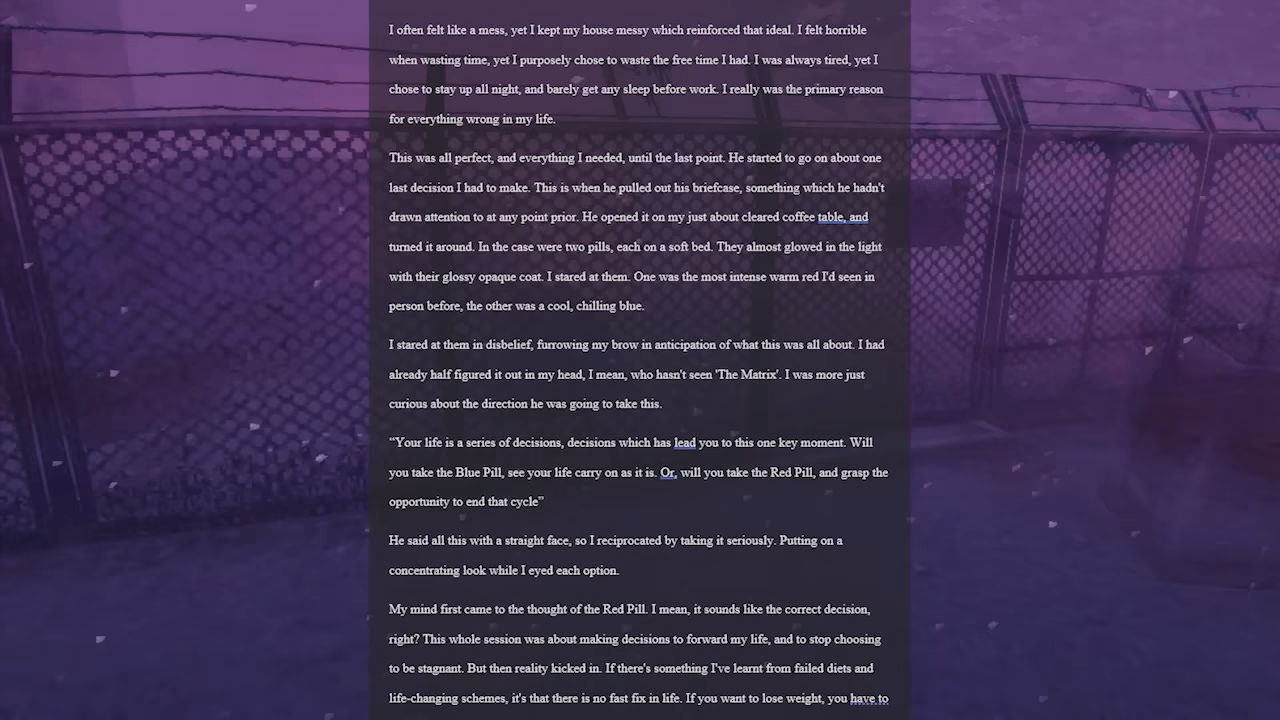 I often felt like a mess, yet I kept my house messy which reinforced that ideal. I felt horrible
when wasting time, yet I purposely chose to waste the free time I had. I was always tired, yet I
chose to stay up all night, and barely get any sleep before work. I really was the primary reason
for everything wrong in my life.
This was all perfect, and everything I needed, until the last point. He started to go on about one
last decision I had to make. This is when he pulled out his briefcase, something which he hadn't
drawn attention to at any point prior. He opened it on my just about cleared coffee table, and
turned it around. In the case were two pills, each on a soft bed. They almost glowed in the light
with their glossy opaque coat. I stared at them. One was the most intense warm red I'd seen in
person before, the other was a cool, chilling blue.
I stared at them in disbelief, furrowing my brow in anticipation of what this was all about. I had
already half figured it out in my head, I mean, who hasn't seen 'The Matrix'. I was more just
curious about the direction he was going to take this.
“Your life is a series of decisions, decisions which has lead you to this one key moment. Will
you take the Blue Pill, see your life carry on as it is. Or, will you take the Red Pill, and grasp the
opportunity to end that cycle”
He said all this with a straight face, so I reciprocated by taking it seriously. Putting on a
concentrating look while I eyed each option.
My mind first came to the thought of the Red Pill. I mean, it sounds like the correct decision,
right? This whole session was about making decisions to forward my life, and to stop choosing
to be stagnant. But then reality kicked in. If there's something I've learnt from failed diets and
life-changing schemes, it's that there is no fast fix in life. If you want to lose weight, you have to